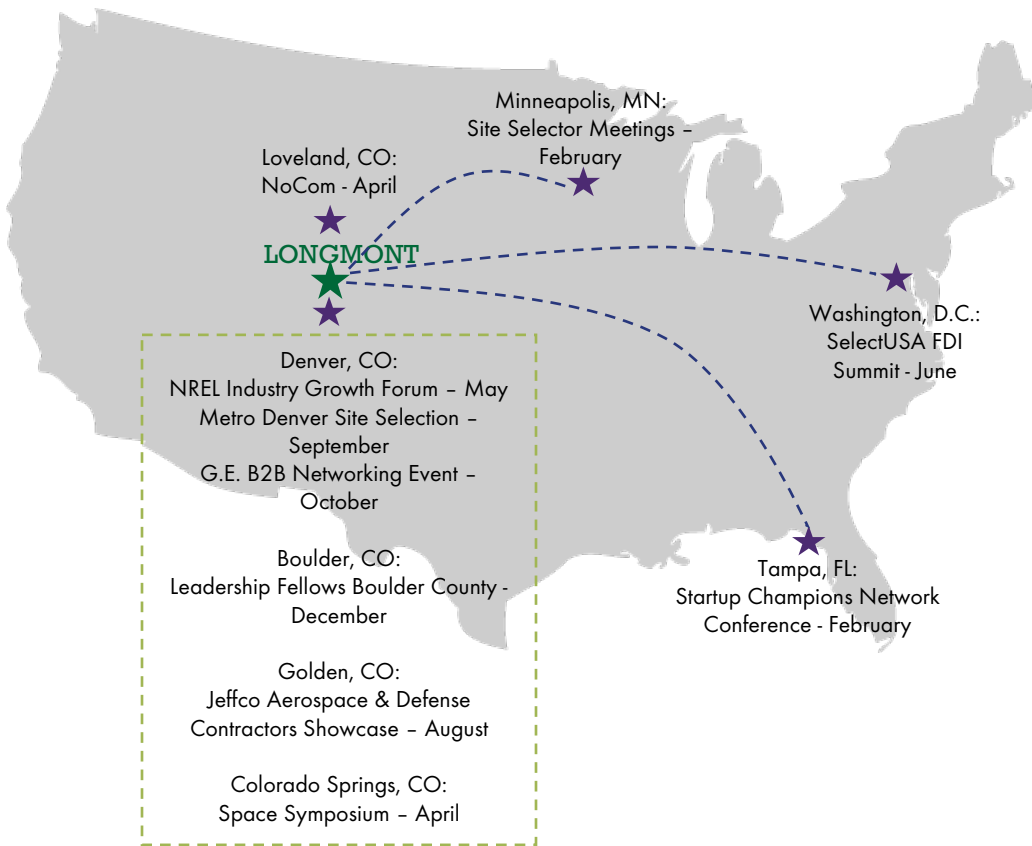 Minneapolis, MN:
Site Selector Meetings –
February
Loveland, CO:
NoCom - April
LONGMONT
Washington, D.C.:
SelectUSA FDI
Summit - June
Denver, CO:
NREL Industry Growth Forum – May
Metro Denver Site Selection –
September
G.E. B2B Networking Event –
October
Boulder, CO:
Leadership Fellows Boulder County -
December
Golden, CO:
Jeffco Aerospace & Defense
Contractors Showcase – August
Colorado Springs, CO:
Space Symposium – April
Tampa, FL:
Startup Champions Network
Conference - February